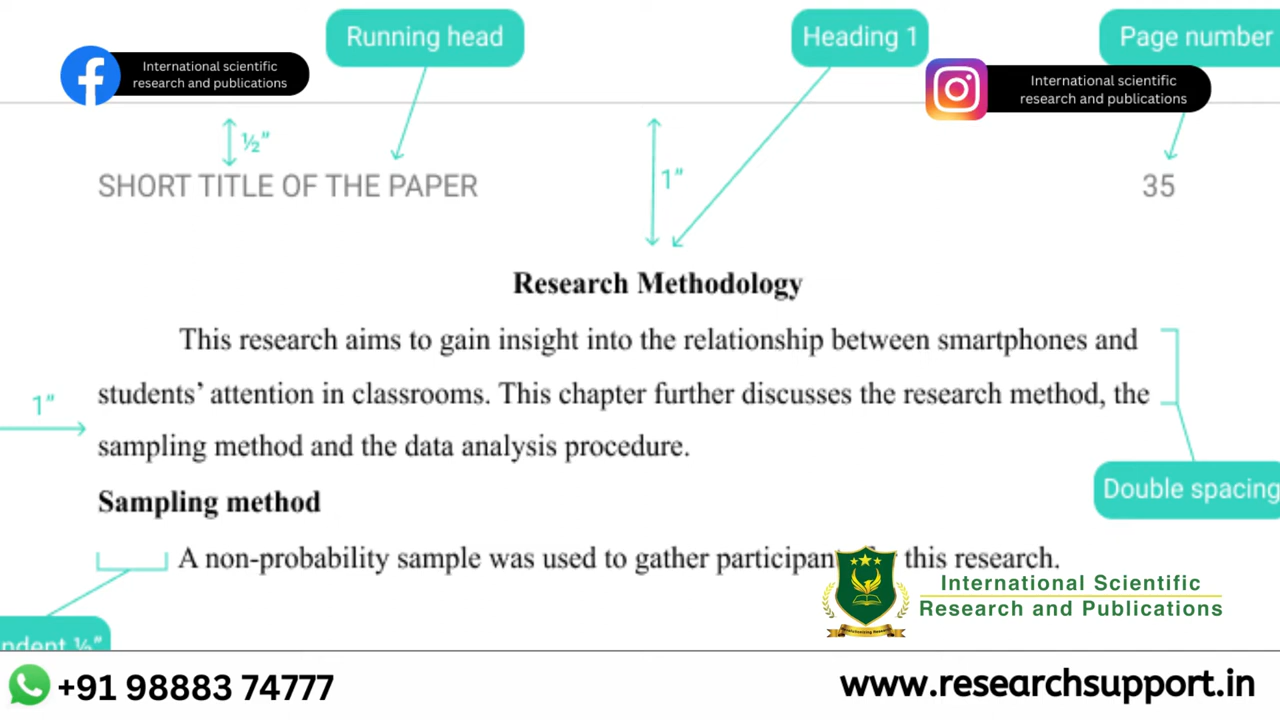 Running head
Heading 1
Page number
International scientific
research and publications
International scientific
research and publications
½”
1”
SHORT TITLE OF THE PAPER
35
Research Methodology
This research aims to gain insight into the relationship between smartphones and
students’ attention in classrooms. This chapter further discusses the research method, the
1”
sampling method and the data analysis procedure.
Double spacing
Sampling method
A non-probability sample was used to gather participan this research.
International Scientific
Research and Publications
ndent ½”
+91 98883 74777
www.researchsupport.in